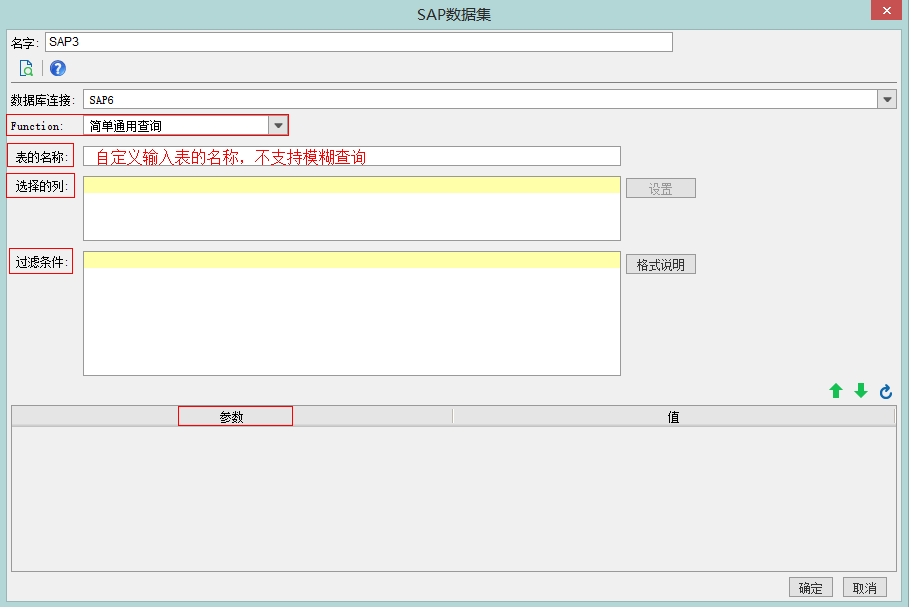 SAP数据集
名字: SAP3
数据库连接: SAP6
Function: 简单通用查询
表的名称: 自定义输入表的名称，不支持模糊查询
选择的列: 设置
过滤条件: 格式说明
参数 值
确定 取消